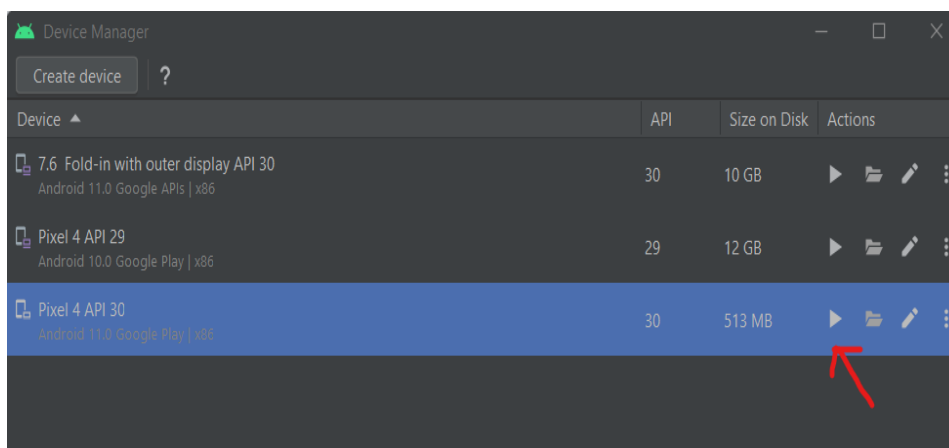 Device Manager
Create device ?
Device API Size on Disk Actions
7.6 Fold-in with outer display API 30
Android 11.0 Google APIs | x86
30 10 GB
Pixel 4 API 29
Android 10.0 Google Play | x86
29 12 GB
Pixel 4 API 30
Android 11.0 Google Play | x86
30 513 MB